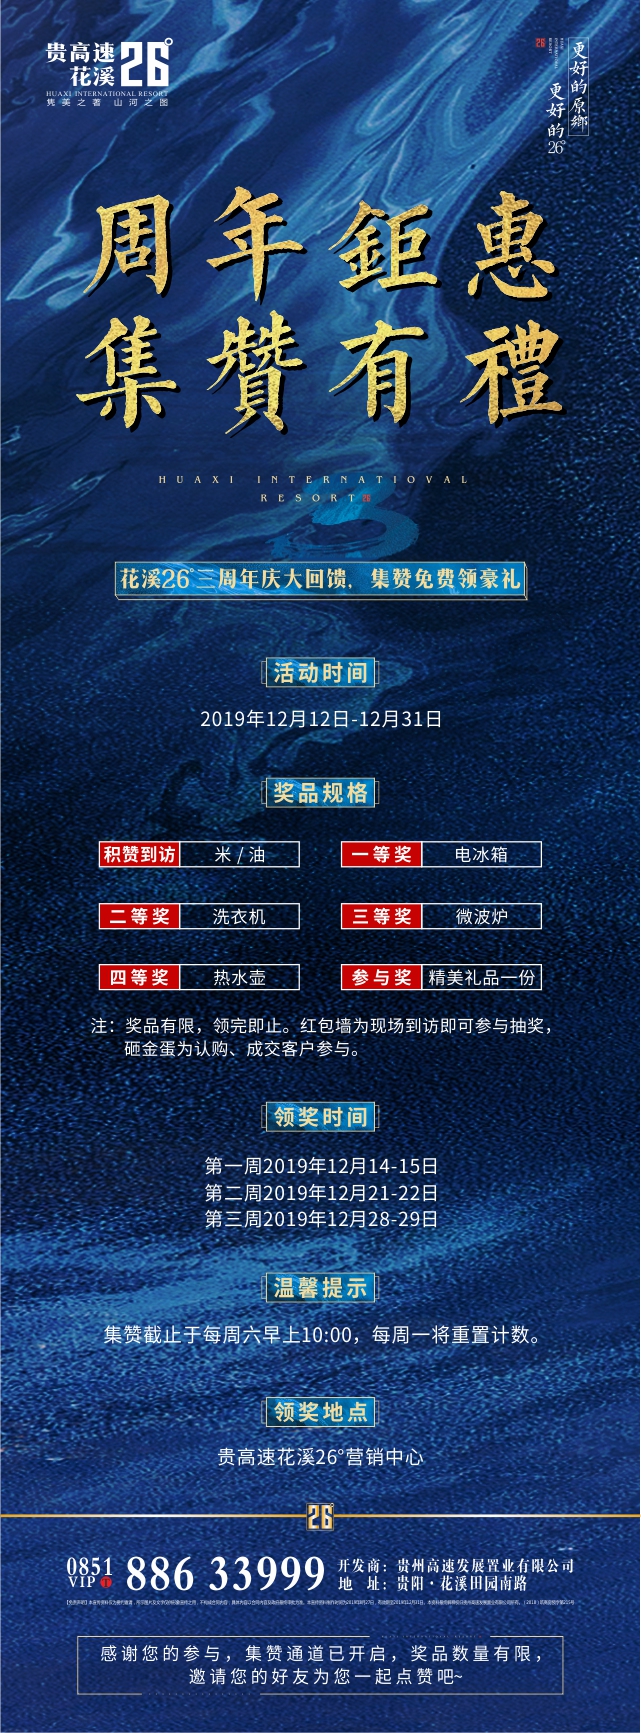 贵高速
花溪26°
HUAXI INTERNATIONAL RESORT
隽美之著 山河之图
更好的原鄉
更好的26°
26
周年鉅惠
集贊有禮
HUAXI INTERNATIOVAL
RESORT26
花溪26°三周年庆大回馈，集赞免费领豪礼
活动时间
2019年12月12日-12月31日
奖品规格
积赞到访 米 / 油
一等奖 电冰箱
二等奖 洗衣机
三等奖 微波炉
四等奖 热水壶
参与奖 精美礼品一份
注：奖品有限，领完即止。红包墙为现场到访即可参与抽奖，
砸金蛋为认购、成交客户参与。
领奖时间
第一周2019年12月14-15日
第二周2019年12月21-22日
第三周2019年12月28-29日
温馨提示
集赞截止于每周六早上10:00，每周一将重置计数。
领奖地点
贵高速花溪26°营销中心
26°
0851
VIP
886 33999
开发商：贵州高速发展置业有限公司
地 址：贵阳·花溪田园南路
感谢您的参与，集赞通道已开启，奖品数量有限，
邀请您的好友为您一起点赞吧~